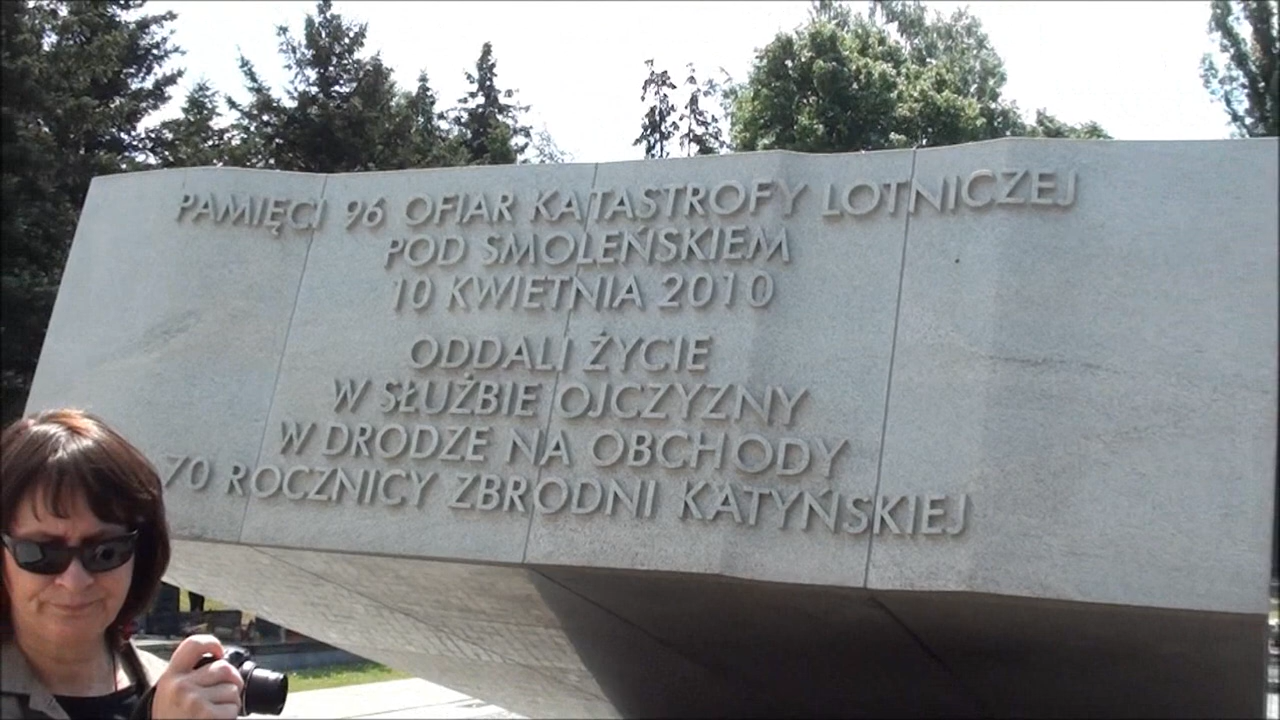 PAMIĘCI 96 OFIAR KATASTROFY LOTNICZEJ
POD SMOLEŃSKIEM
10 KWIETNIA 2010
ODDALI ŻYCIE
W SŁUŻBIE OJCZYZNY
W DRODZE NA OBCHODY
70 ROCZNICY ZBRODNI KATYŃSKIEJ